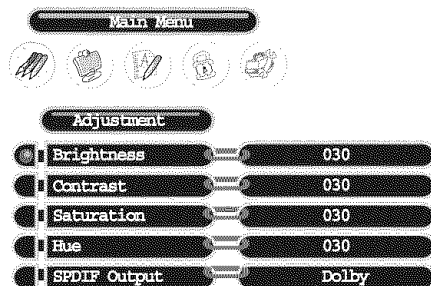 Main Menu
A A
Adjustment
Brightness 030
Contrast 030
Saturation 030
Hue 030
SPDIF Output Dolby